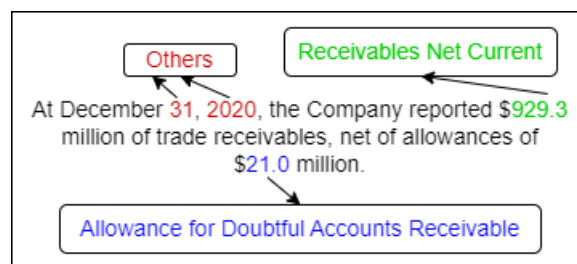 Others
Receivables Net Current
At December 31, 2020, the Company reported $929.3
million of trade receivables, net of allowances of
$21.0 million.
Allowance for Doubtful Accounts Receivable